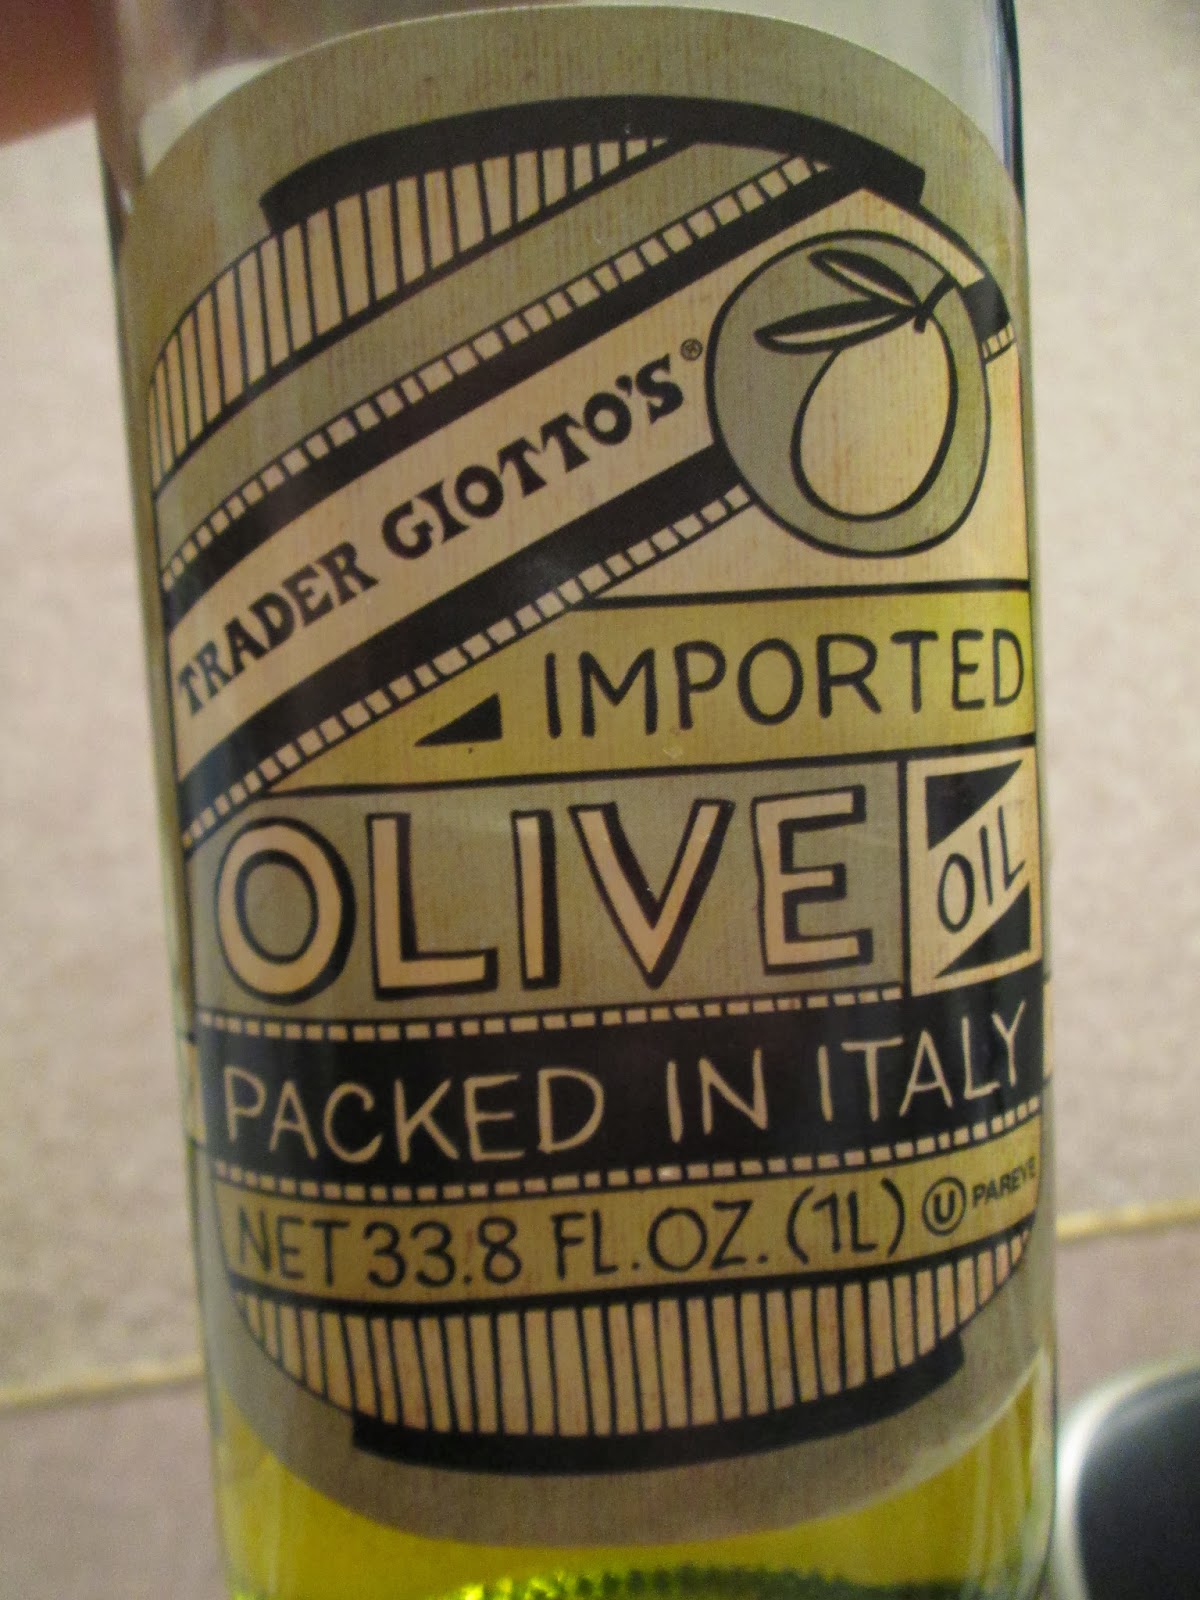 TRADER GIOTTO'S®
IMPORTED
OLIVE OIL
PACKED IN ITALY
NET 33.8 FL.OZ. (1L) Ⓤ PAREVE